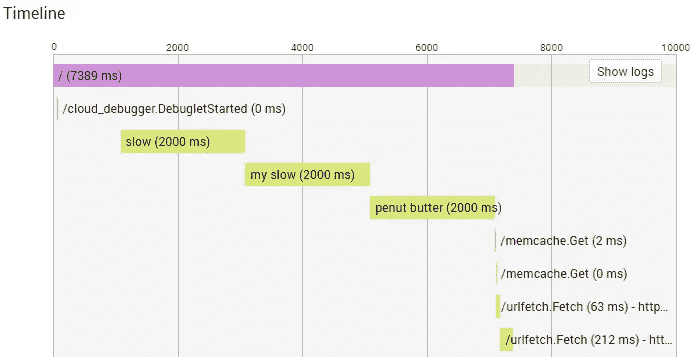 Timeline
0 2000 4000 6000 8000 10000
/ (7389 ms)
Show logs
/cloud_debugger.DebugletStarted (0 ms)
slow (2000 ms)
my slow (2000 ms)
penut butter (2000 ms)
/memcache.Get (2 ms)
/memcache.Get (0 ms)
/urlfetch.Fetch (63 ms) - http...
/urlfetch.Fetch (212 ms) - htt...